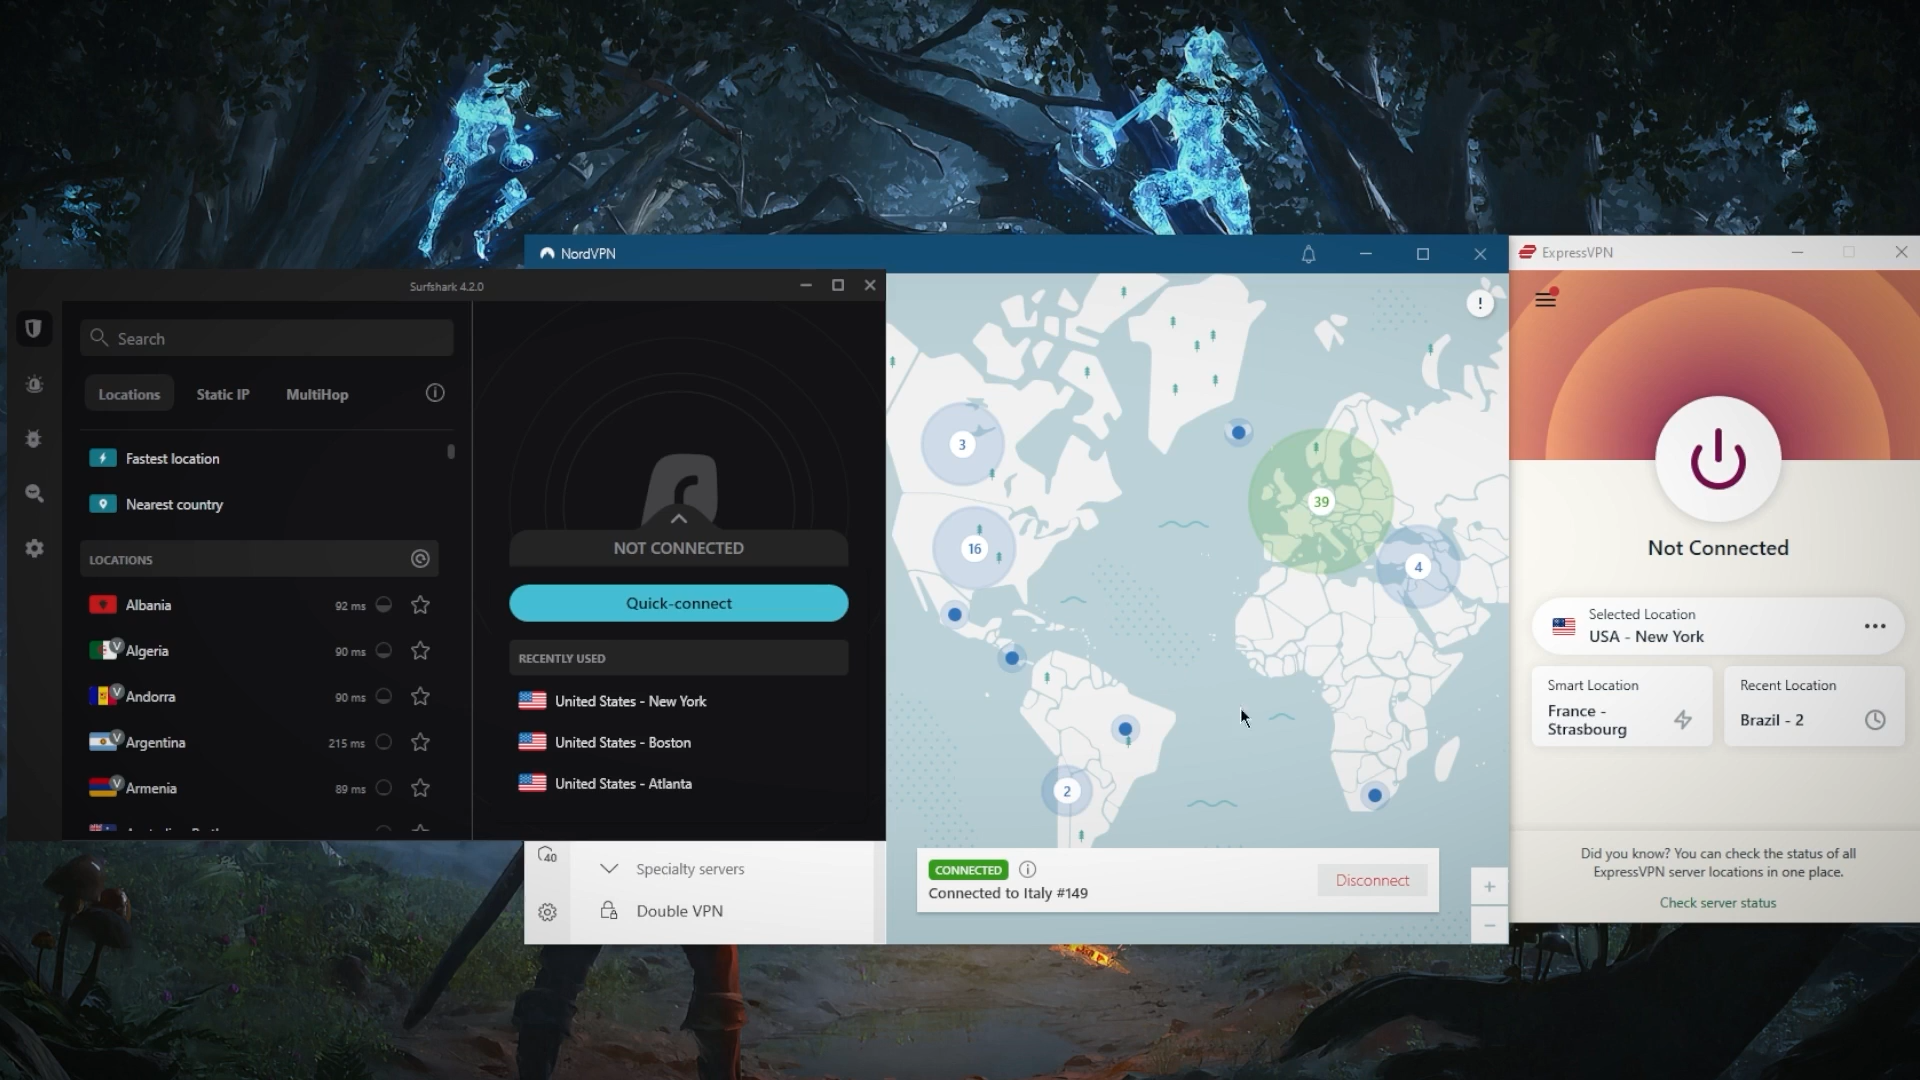 NordVPN
ExpressVPN
Surfshark 4.2.0
Search
Locations
Static IP
MultiHop
Fastest location
Nearest country
LOCATIONS
Albania 92 ms
V Algeria 90 ms
V Andorra 90 ms
V Argentina 215 ms
V Armenia 89 ms
NOT CONNECTED
Quick-connect
RECENTLY USED
United States - New York
United States - Boston
United States - Atlanta
40
Specialty servers
Double VPN
!
3
39
16
4
2
CONNECTED
Connected to Italy #149
Disconnect
+
−
Not Connected
Selected Location
USA - New York
Smart Location
France -
Strasbourg
Recent Location
Brazil - 2
Did you know? You can check the status of all
ExpressVPN server locations in one place.
Check server status